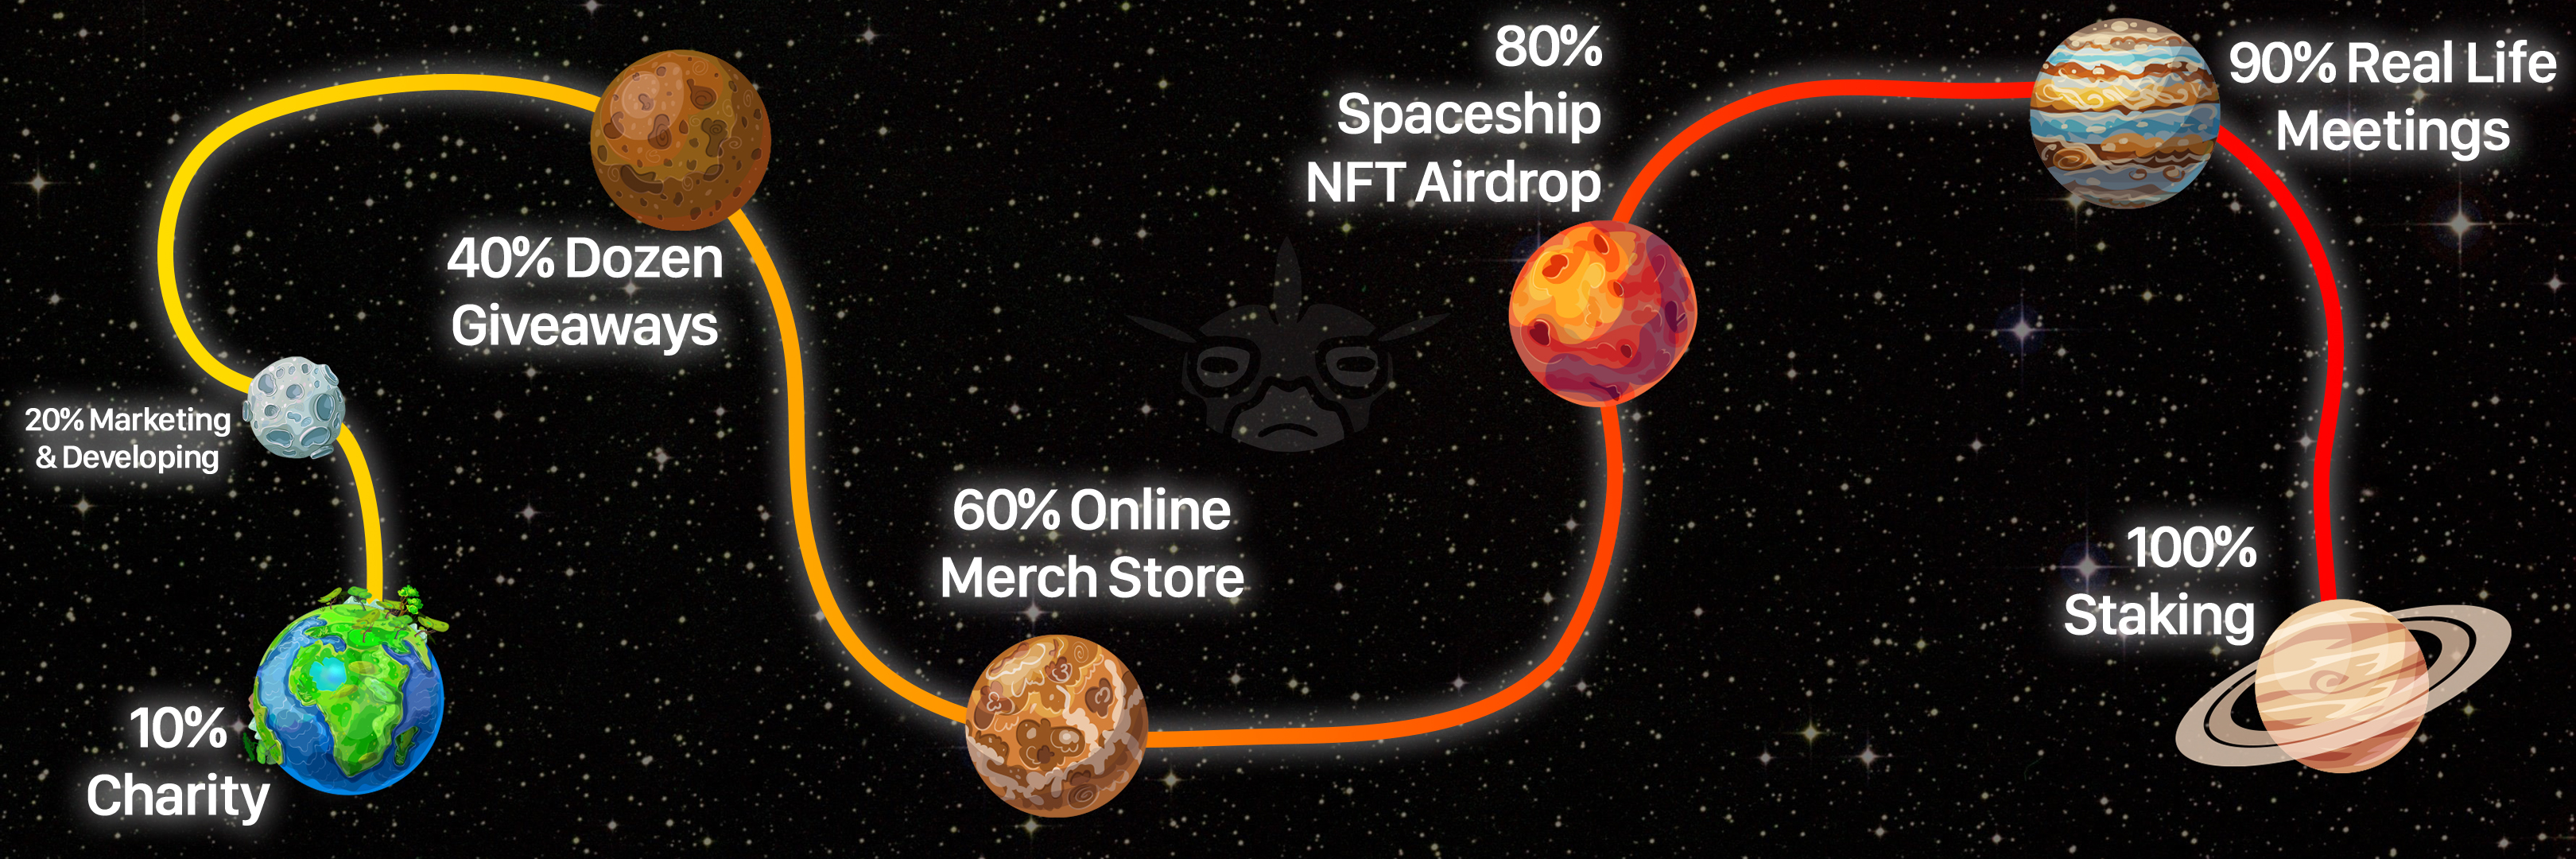 10%
Charity
20% Marketing
& Developing
40% Dozen
Giveaways
60% Online
Merch Store
80%
Spaceship
NFT Airdrop
90% Real Life
Meetings
100%
Staking